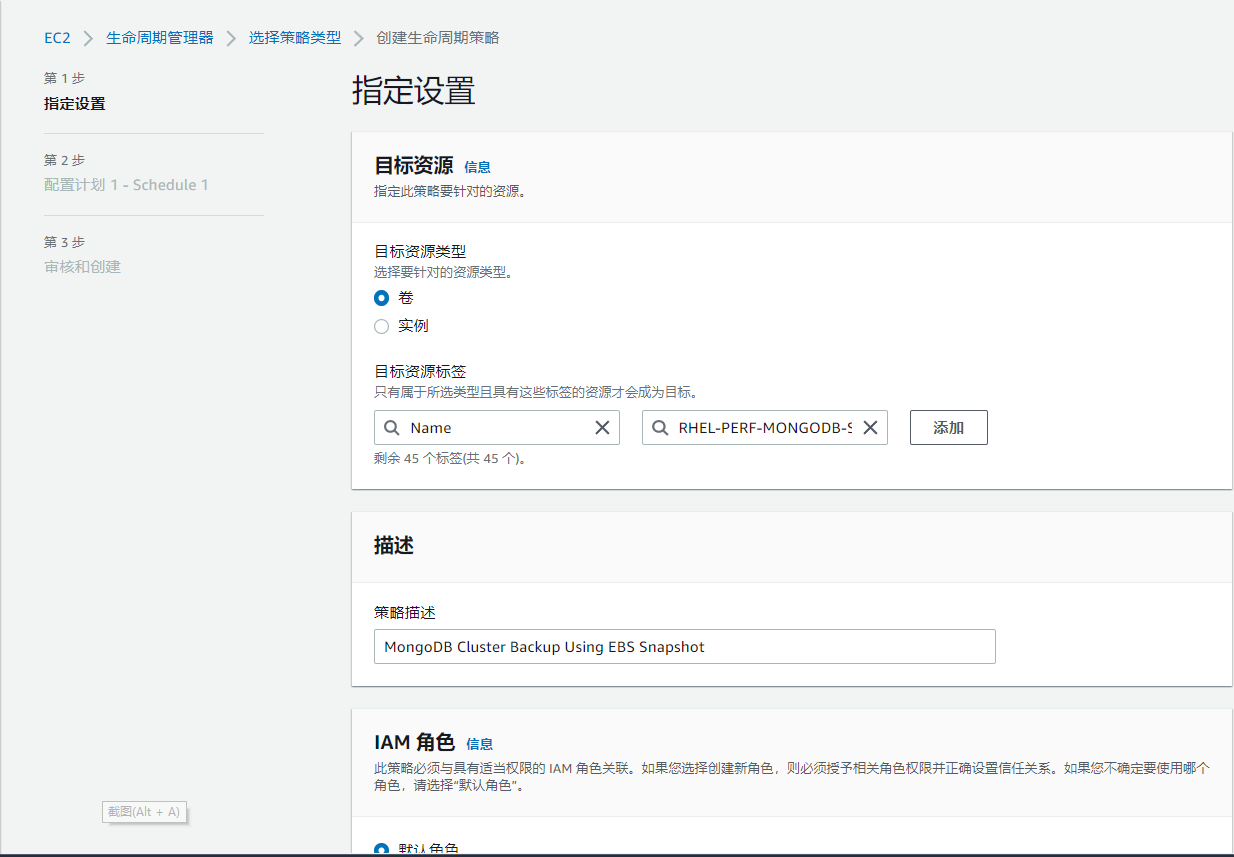 EC2 生命周期管理器 选择策略类型 创建生命周期策略
第 1 步
指定设置
第 2 步
配置计划 1 - Schedule 1
第 3 步
审核和创建
指定设置
目标资源 信息
指定此策略要针对的资源。
目标资源类型
选择要针对的资源类型。
卷
实例
目标资源标签
只有属于所选类型且具有这些标签的资源才会成为目标。
Name RHEL-PERF-MONGODB-S 添加
剩余 45 个标签(共 45 个)。
描述
策略描述
MongoDB Cluster Backup Using EBS Snapshot
IAM 角色 信息
此策略必须与具有适当权限的 IAM 角色关联。如果您选择创建新角色，则必须授予相关角色权限并正确设置信任关系。如果您不确定要使用哪个
角色，请选择“默认角色”。
默认角色
截图(Alt + A)